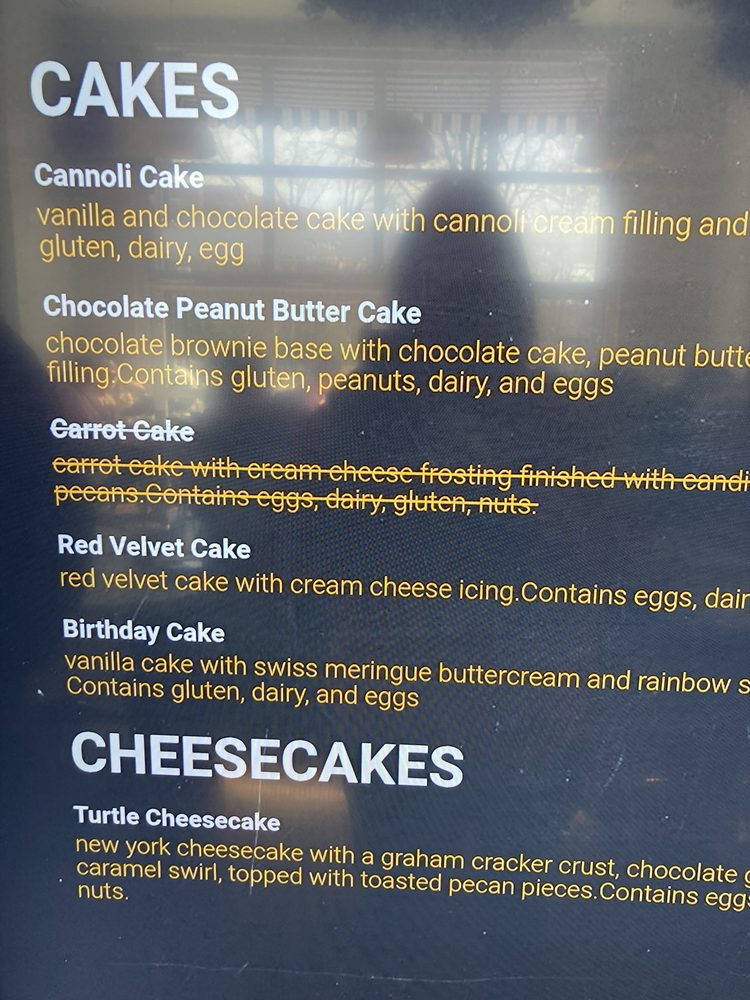 CAKES
Cannoli Cake
vanilla and chocolate cake with cannoli cream filling and
gluten, dairy, egg
Chocolate Peanut Butter Cake
chocolate brownie base with chocolate cake, peanut
filling.Contains gluten, peanuts, dairy, and eggs
Carrot Cake
carrot cake with cream cheese frosting finished with
pecans.Contains eggs, dairy, gluten, nuts.
Red Velvet Cake
red velvet cake with cream cheese icing.Contains eggs,
Birthday Cake
vanilla cake with swiss meringue buttercream and rainbow
Contains gluten, dairy, and eggs
CHEESECAKES
Turtle Cheesecake
new york cheesecake with a graham cracker crust, chocolate
caramel swirl, topped with toasted pecan pieces.Contains
nuts.